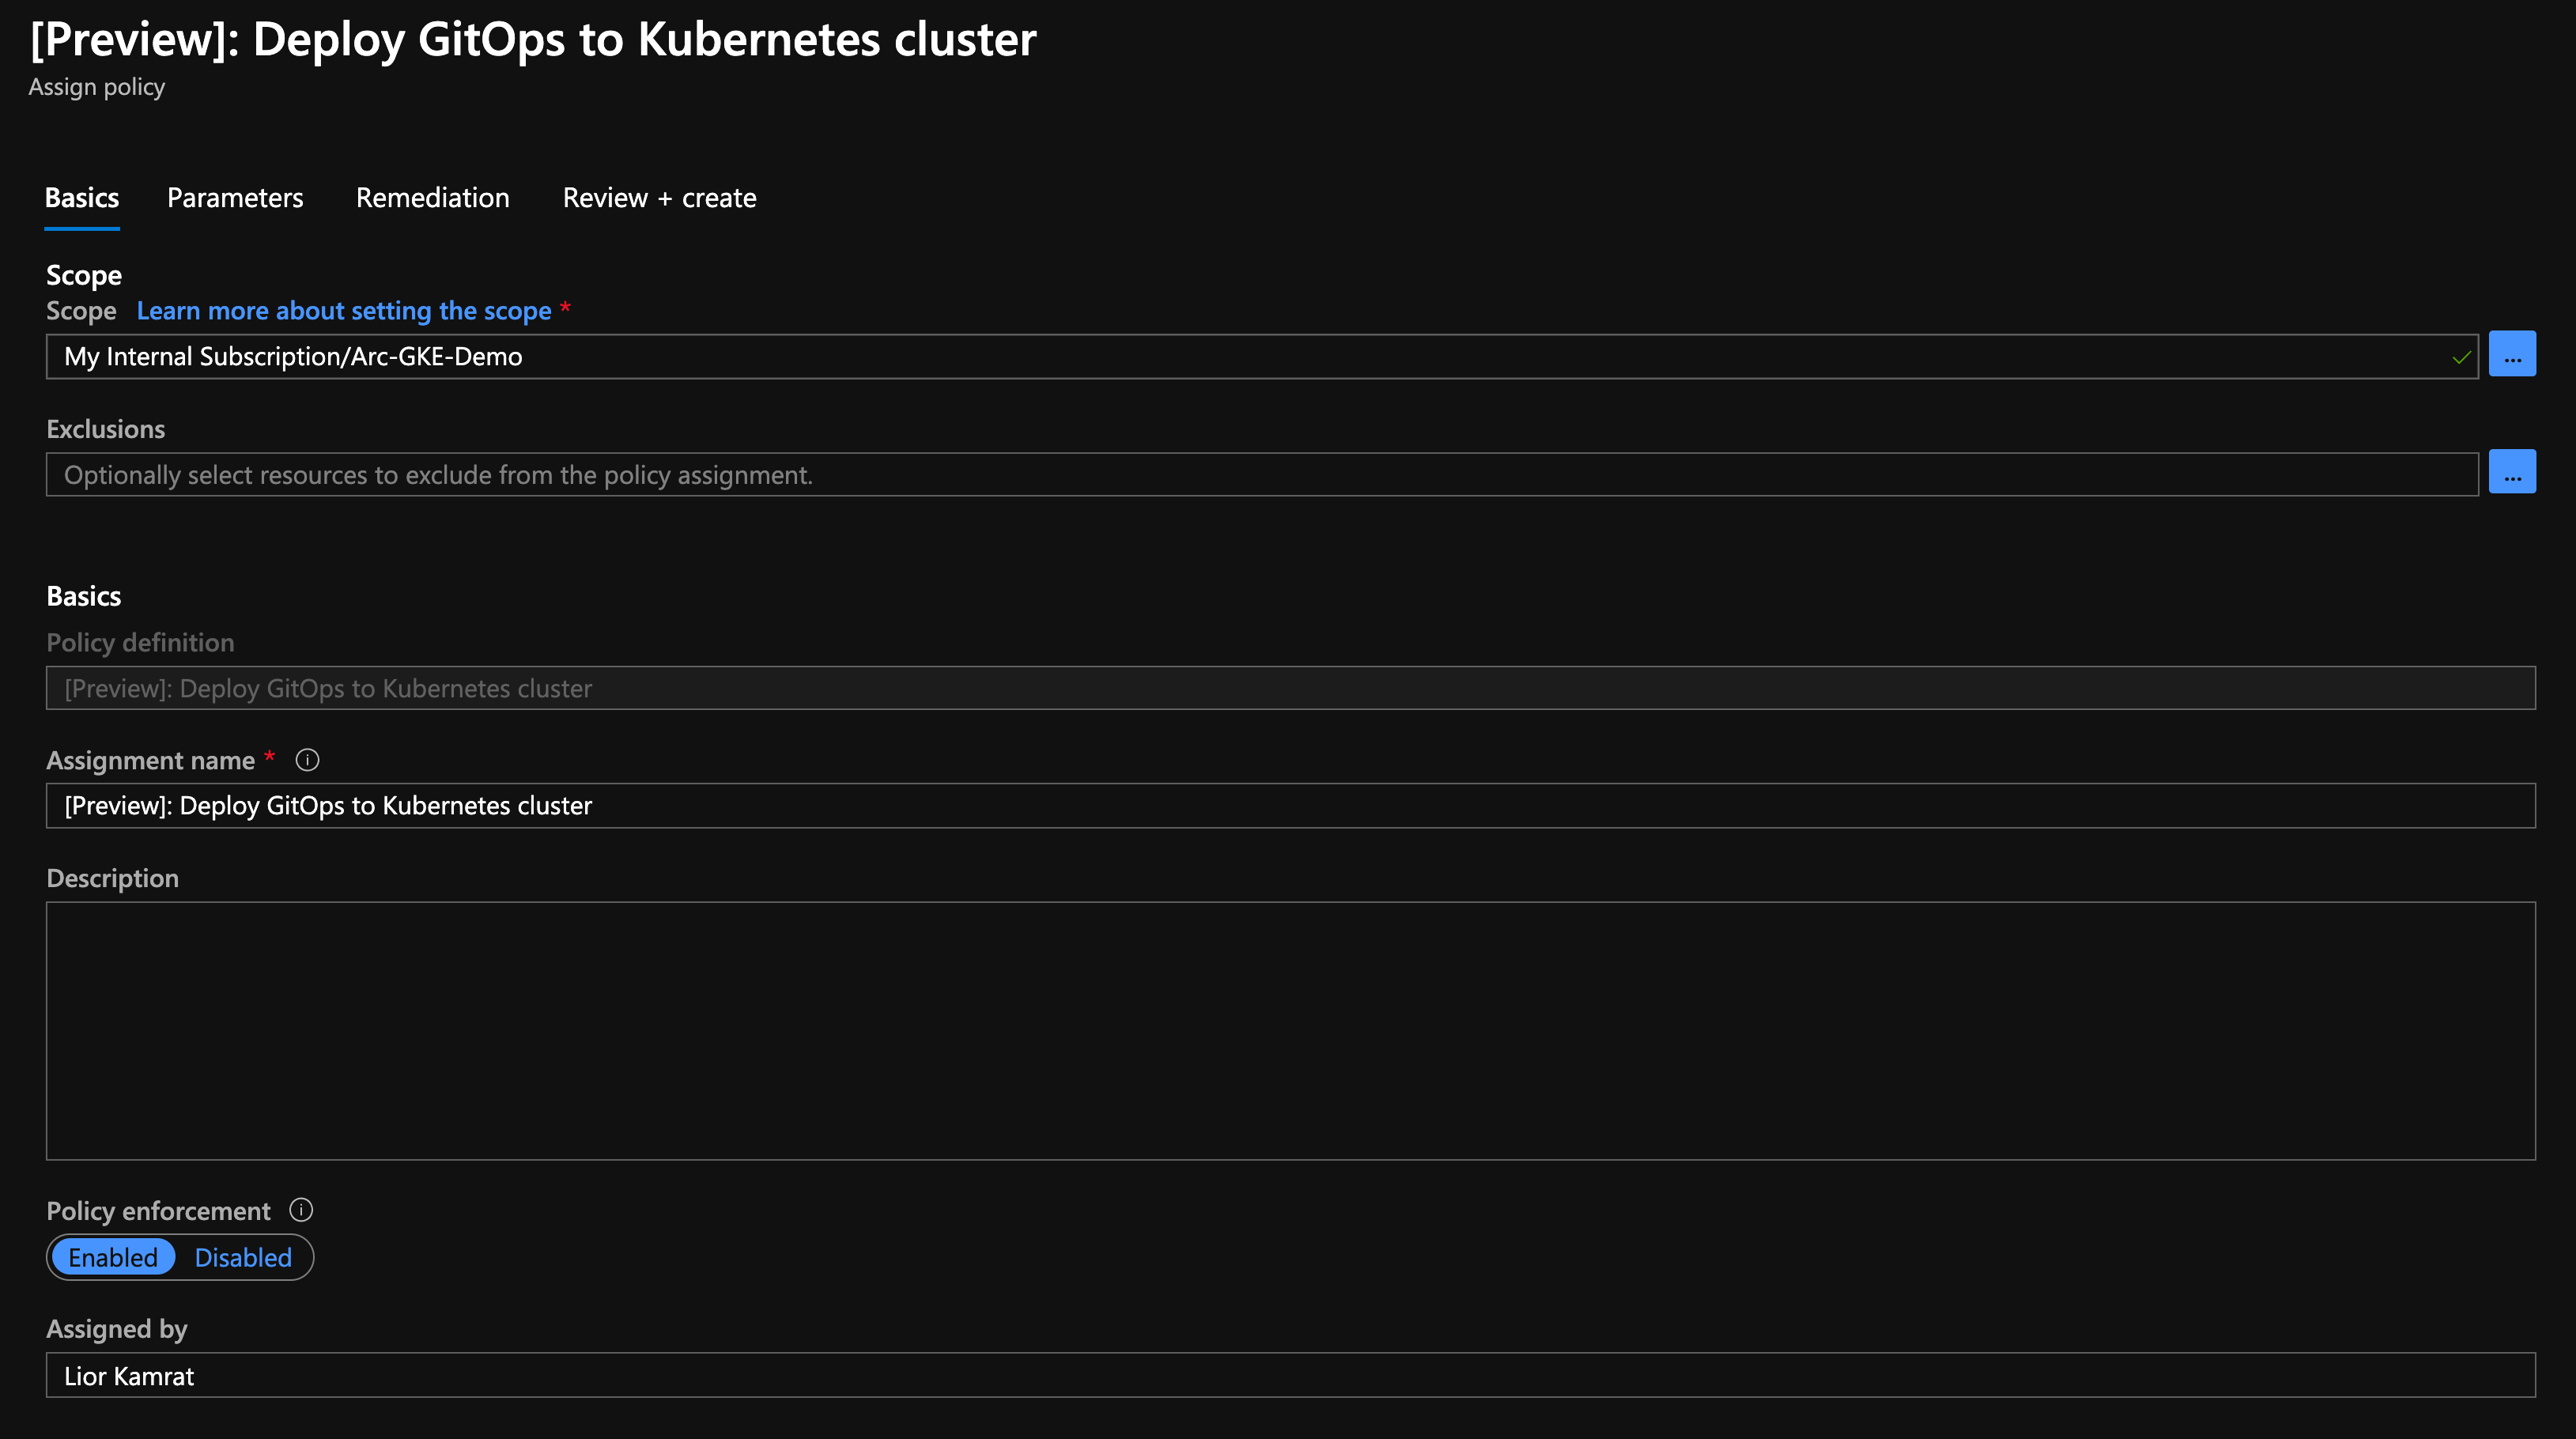 [Preview]: Deploy GitOps to Kubernetes cluster
Assign policy
Basics Parameters Remediation Review + create
Scope
Scope Learn more about setting the scope *
My Internal Subscription/Arc-GKE-Demo
...
Exclusions
Optionally select resources to exclude from the policy assignment.
...
Basics
Policy definition
[Preview]: Deploy GitOps to Kubernetes cluster
Assignment name *
[Preview]: Deploy GitOps to Kubernetes cluster
Description
Policy enforcement
Enabled Disabled
Assigned by
Lior Kamrat